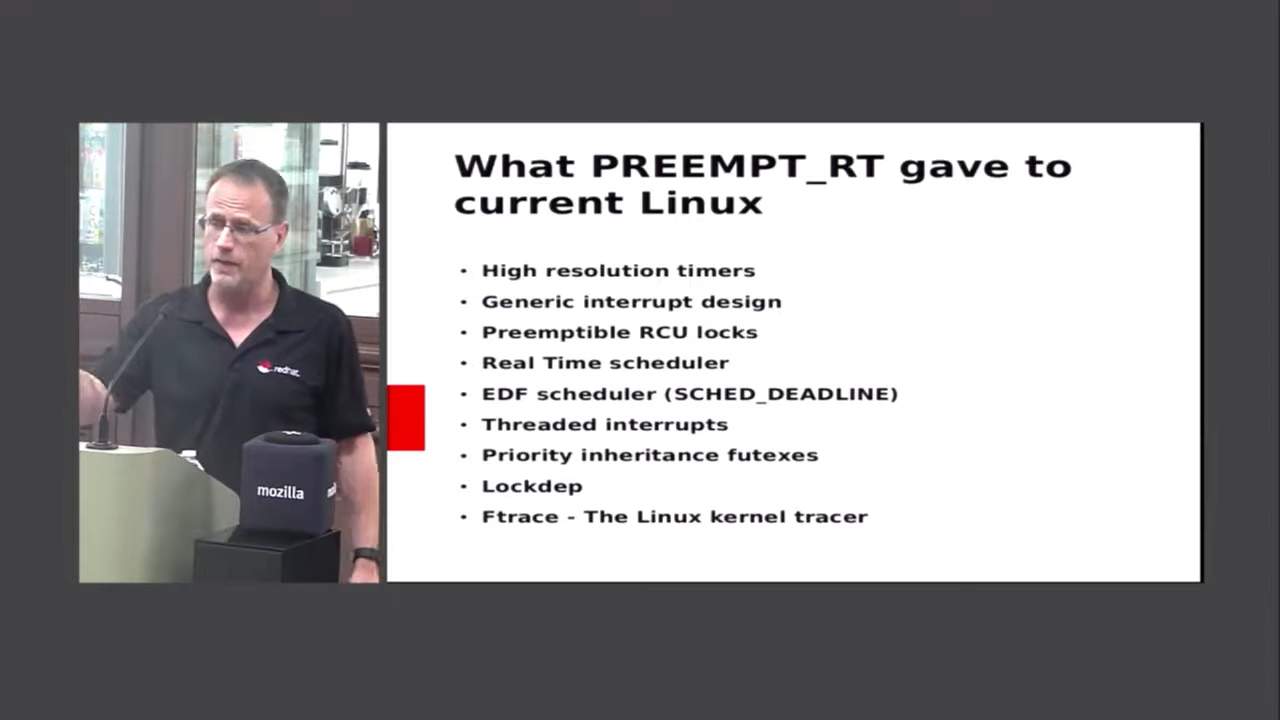 What PREEMPT_RT gave to
current Linux
• High resolution timers
• Generic interrupt design
• Preemptible RCU locks
• Real Time scheduler
• EDF scheduler (SCHED_DEADLINE)
• Threaded interrupts
• Priority inheritance futexes
• Lockdep
• Ftrace - The Linux kernel tracer
redhat.
mozilla